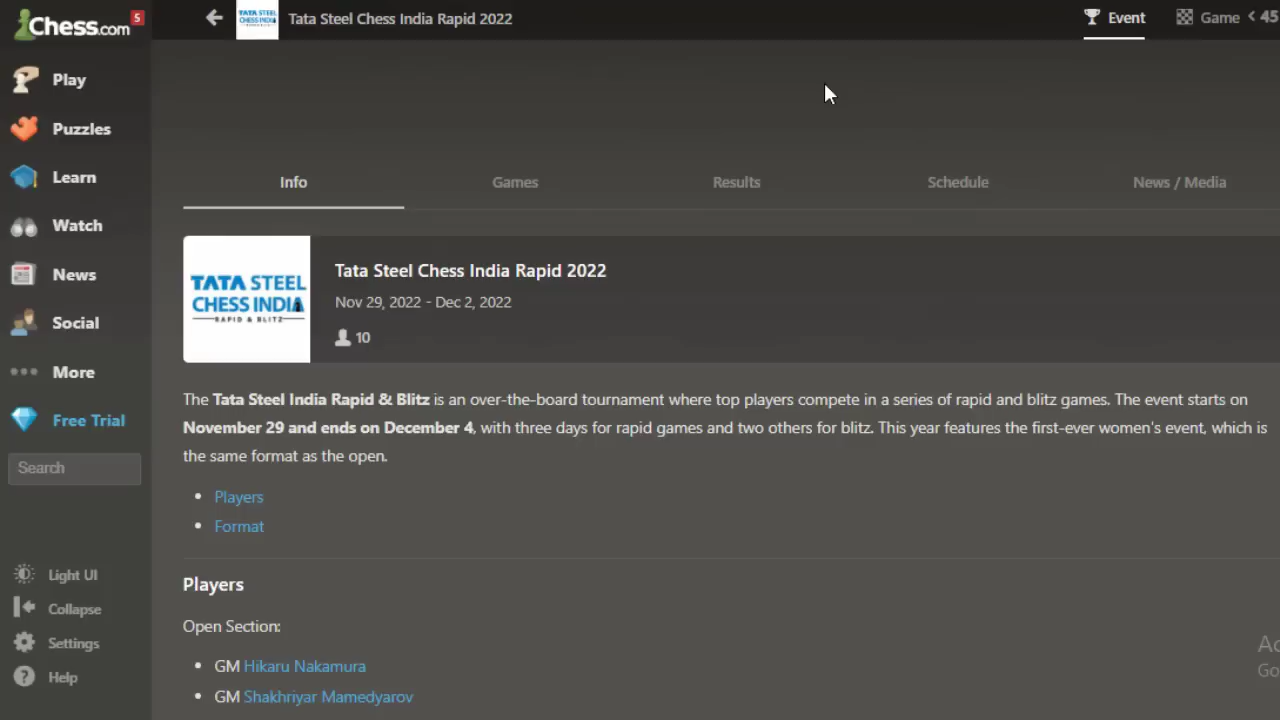 Chess.com
5
Tata Steel Chess India Rapid 2022
Event
Game
< 45
Play
Puzzles
Learn
Watch
News
Social
More
Free Trial
Search
Light UI
Collapse
Settings
Help
Info
Games
Results
Schedule
News / Media
TATA STEEL
CHESS INDIA
RAPID & BLITZ
Tata Steel Chess India Rapid 2022
Nov 29, 2022 - Dec 2, 2022
10
The Tata Steel India Rapid & Blitz is an over-the-board tournament where top players compete in a series of rapid and blitz games. The event starts on
November 29 and ends on December 4, with three days for rapid games and two others for blitz. This year features the first-ever women's event, which is
the same format as the open.
• Players
• Format
Players
Open Section:
• GM Hikaru Nakamura
• GM Shakhriyar Mamedyarov
Ac
Go